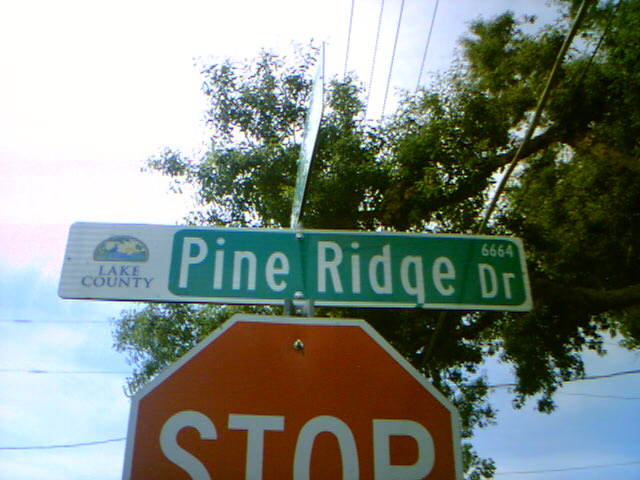 LAKE
COUNTY
Pine Ridge Dr
6664
STOP